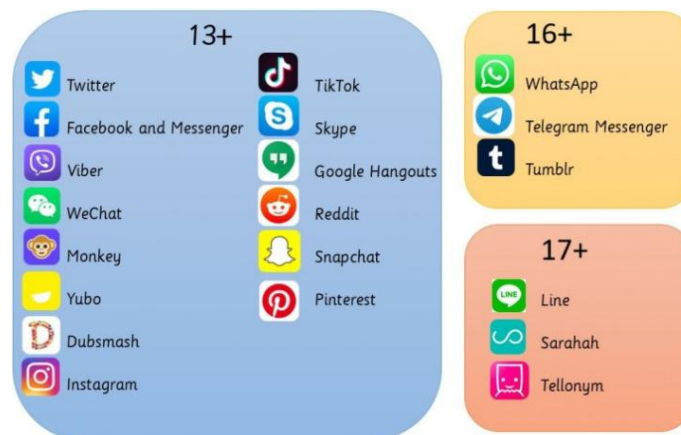 13+
Twitter
Facebook and Messenger
Viber
WeChat
Monkey
Yubo
Dubsmash
Instagram
TikTok
Skype
Google Hangouts
Reddit
Snapchat
Pinterest
16+
WhatsApp
Telegram Messenger
Tumblr
17+
LINE
Line
Sarahah
Tellonym